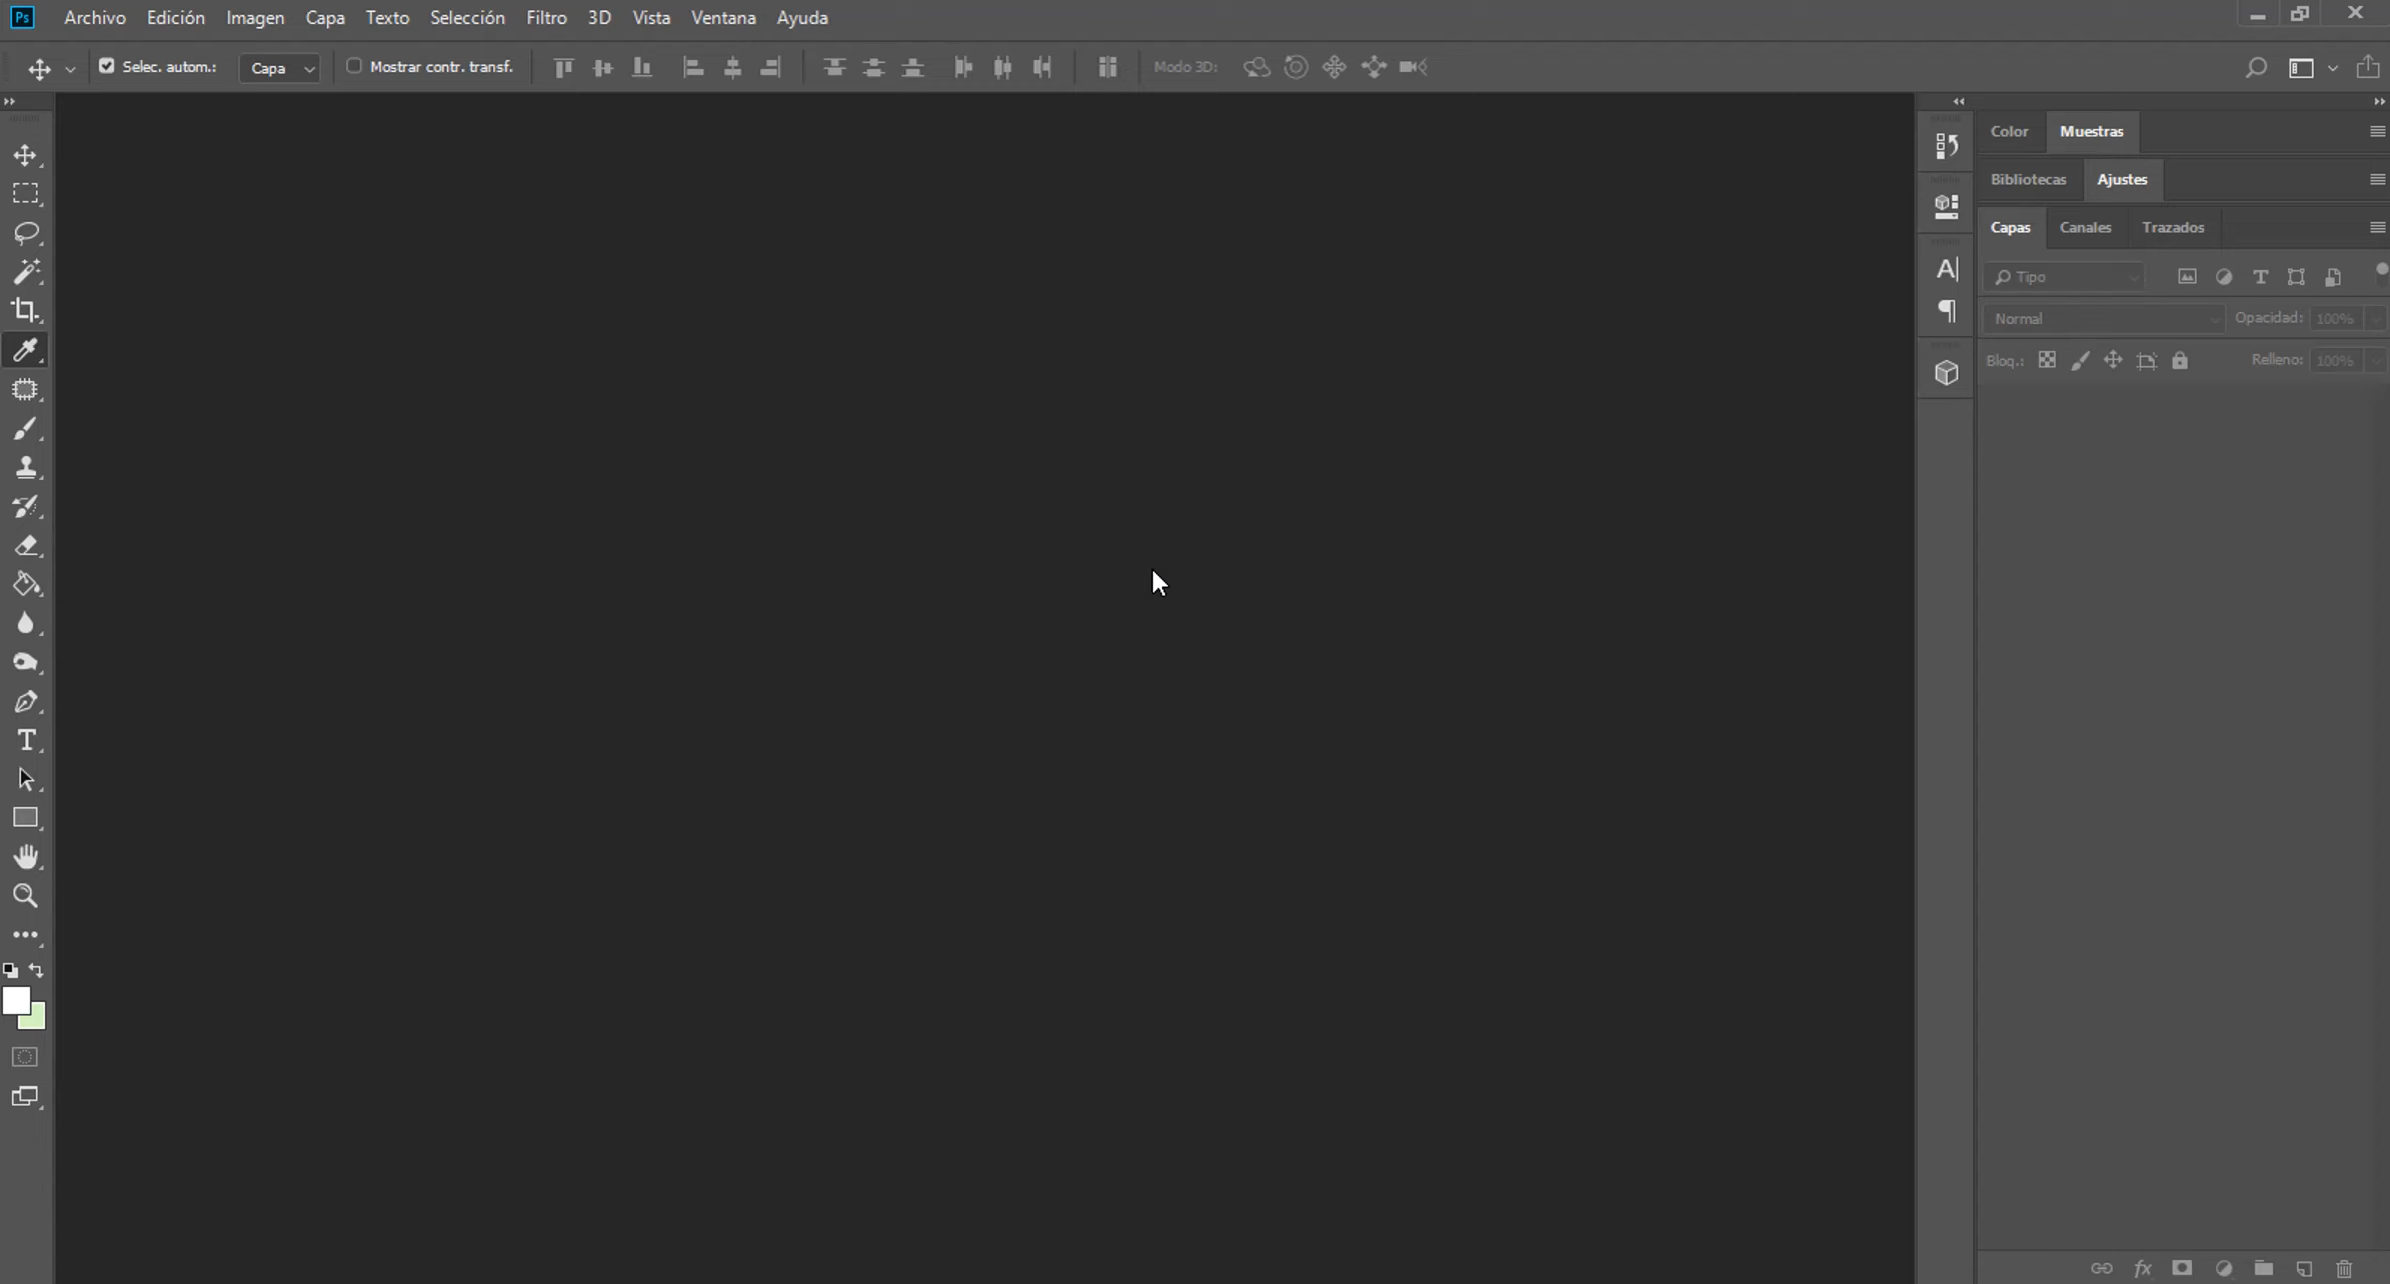 Ps Archivo Edición Imagen Capa Texto Selección Filtro 3D Vista Ventana Ayuda
Selec. autom.: Capa Mostrar contr. transf. Modo 3D:
Color Muestras
Bibliotecas Ajustes
Capas Canales Trazados
Tipo
Normal Opacidad: 100%
Bloq.: Relleno: 100%